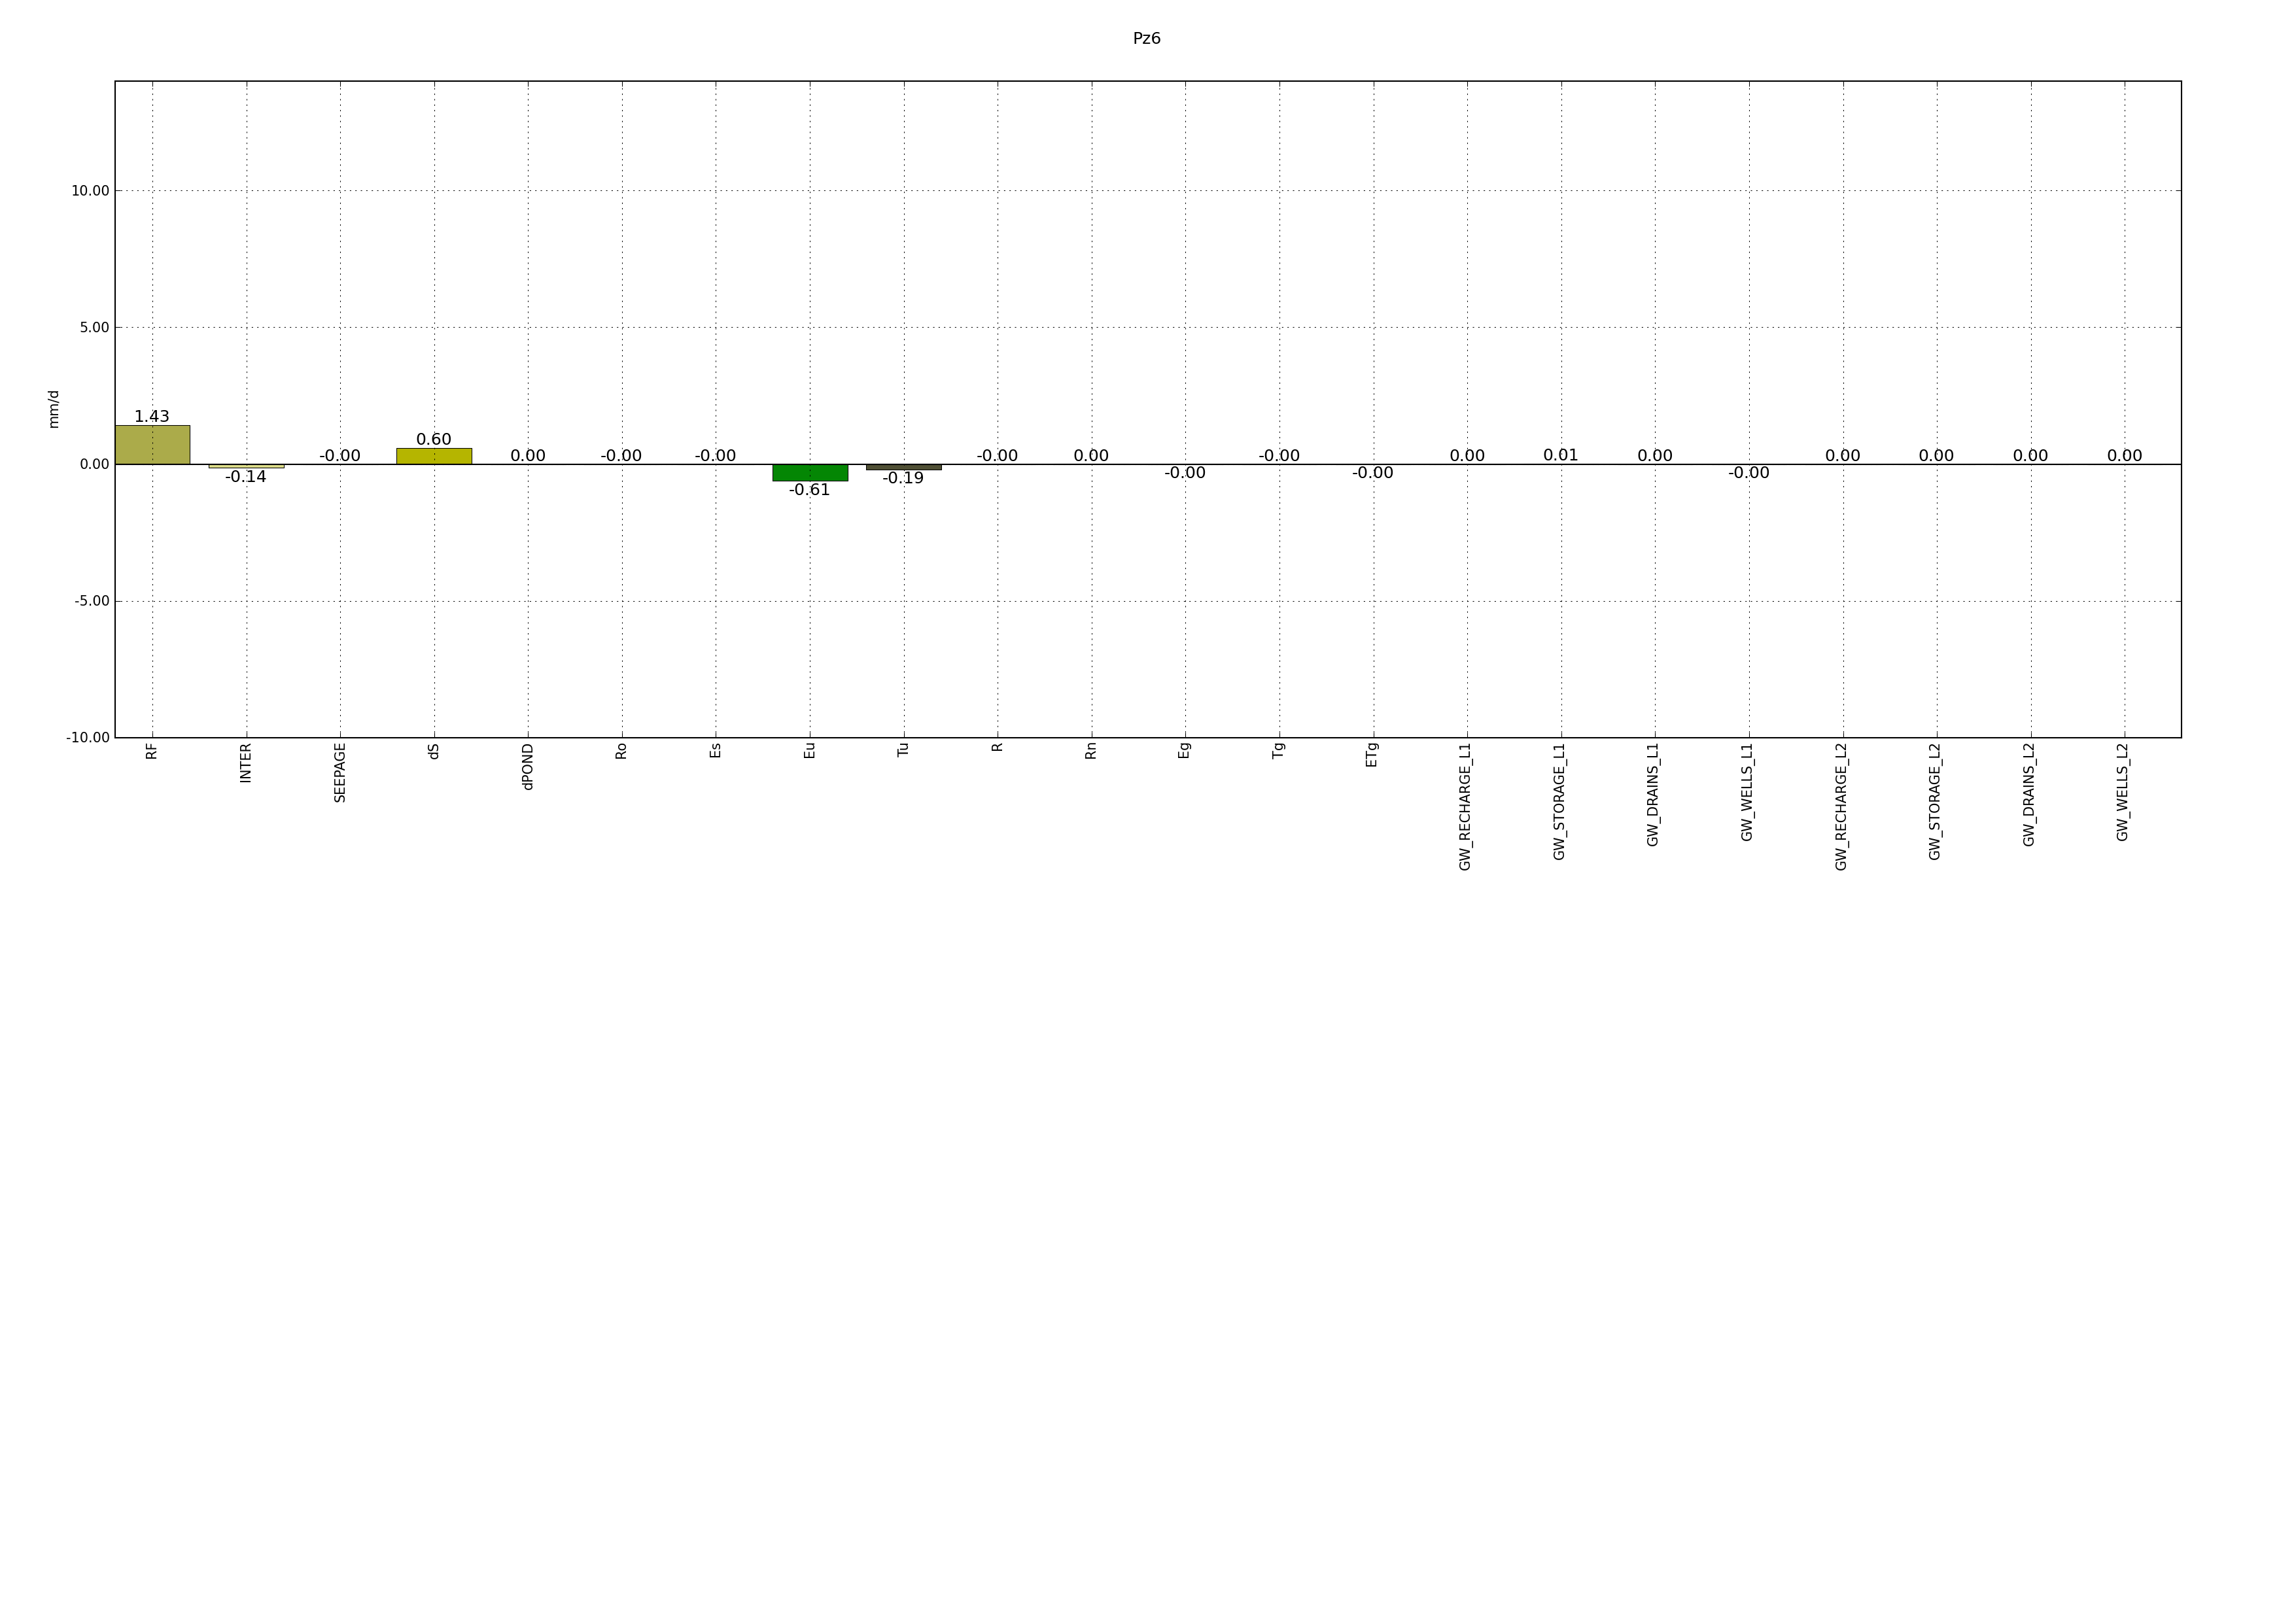 Pz6
10.00
5.00
0.00
-5.00
-10.00
mm/d
1.43
-0.14
-0.00
0.60
0.00
-0.00
-0.00
-0.61
-0.19
-0.00
0.00
-0.00
-0.00
-0.00
0.00
0.01
0.00
-0.00
0.00
0.00
0.00
0.00
RF
INTER
SEEPAGE
dS
dPOND
Ro
Es
Eu
Tu
R
Rn
Eg
Tg
ETg
GW_RECHARGE_L1
GW_STORAGE_L1
GW_DRAINS_L1
GW_WELLS_L1
GW_RECHARGE_L2
GW_STORAGE_L2
GW_DRAINS_L2
GW_WELLS_L2